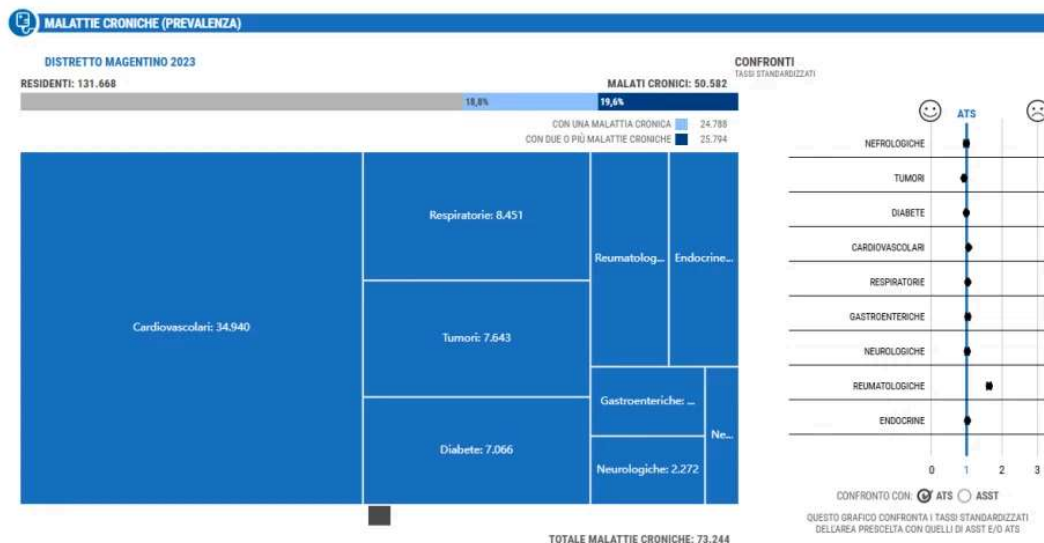 MALATTIE CRONICHE (PREVALENZA)
DISTRETTO MAGENTINO 2023
RESIDENTI: 131.668
MALATI CRONICI: 50.582
18,8%
19,6%
CON UNA MALATTIA CRONICA 24.788
CON DUE O PIÙ MALATTIE CRONICHE 25.794
Cardiovascolari: 34.940
Respiratorie: 8.451
Tumori: 7.643
Diabete: 7.066
Reumatolog...
Endocrine...
Gastroenteriche: ...
Neurologiche: 2.272
Ne...
TOTALE MALATTIE CRONICHE: 73.244
CONFRONTI
TASSI STANDARDIZZATI
ATS
NEFROLOGICHE
TUMORI
DIABETE
CARDIOVASCOLARI
RESPIRATORIE
GASTROENTERICHE
NEUROLOGICHE
REUMATOLOGICHE
ENDOCRINE
0 1 2 3
CONFRONTO CON: ATS ASST
QUESTO GRAFICO CONFRONTA I TASSI STANDARDIZZATI
DELL'AREA PRESCELTA CON QUELLI DI ASST E/O ATS